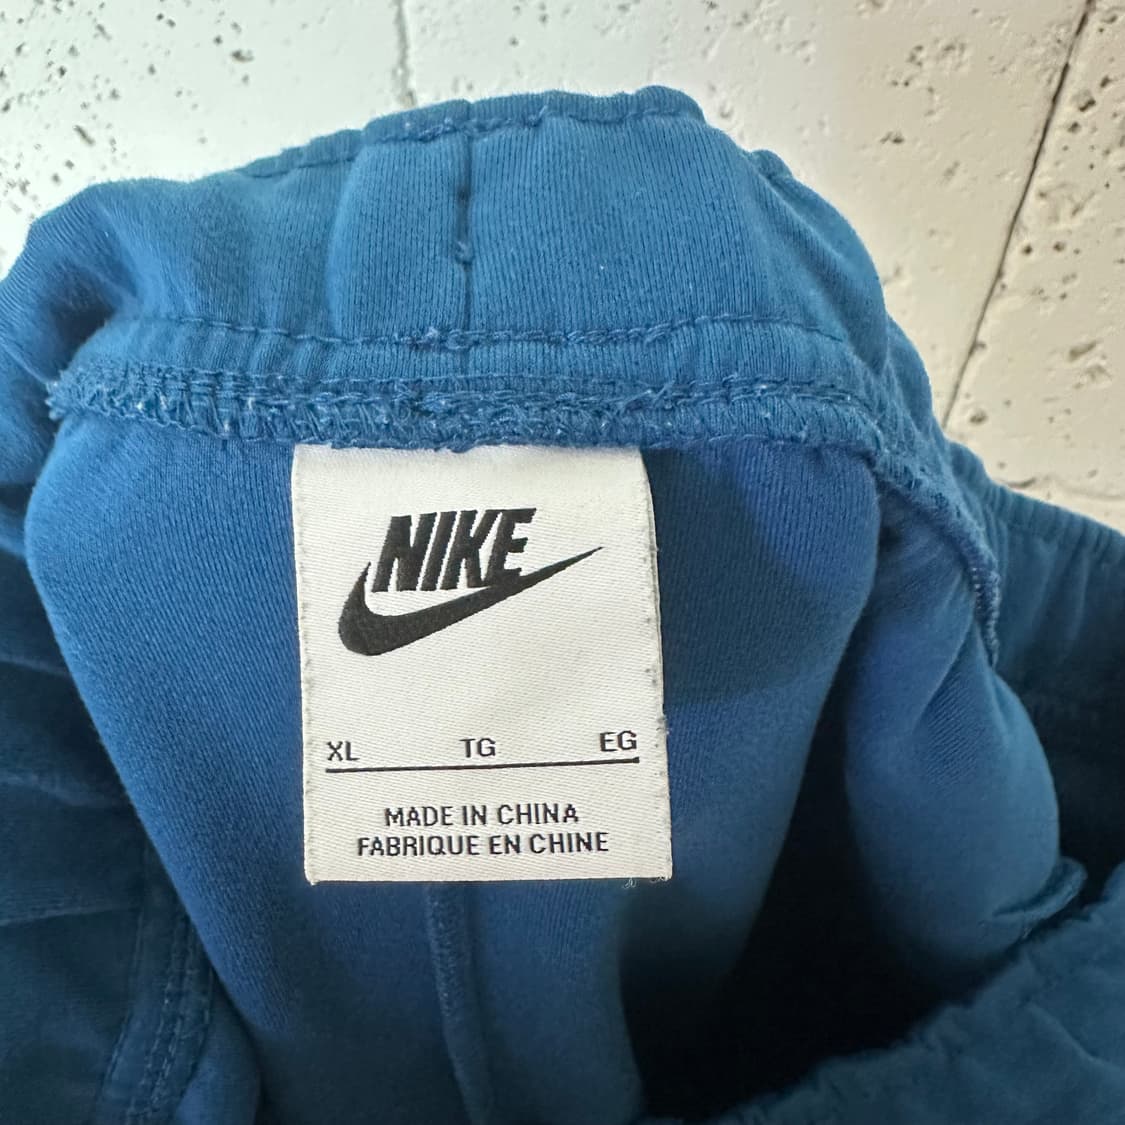 NIKE
XL TG EG
MADE IN CHINA
FABRIQUE EN CHINE